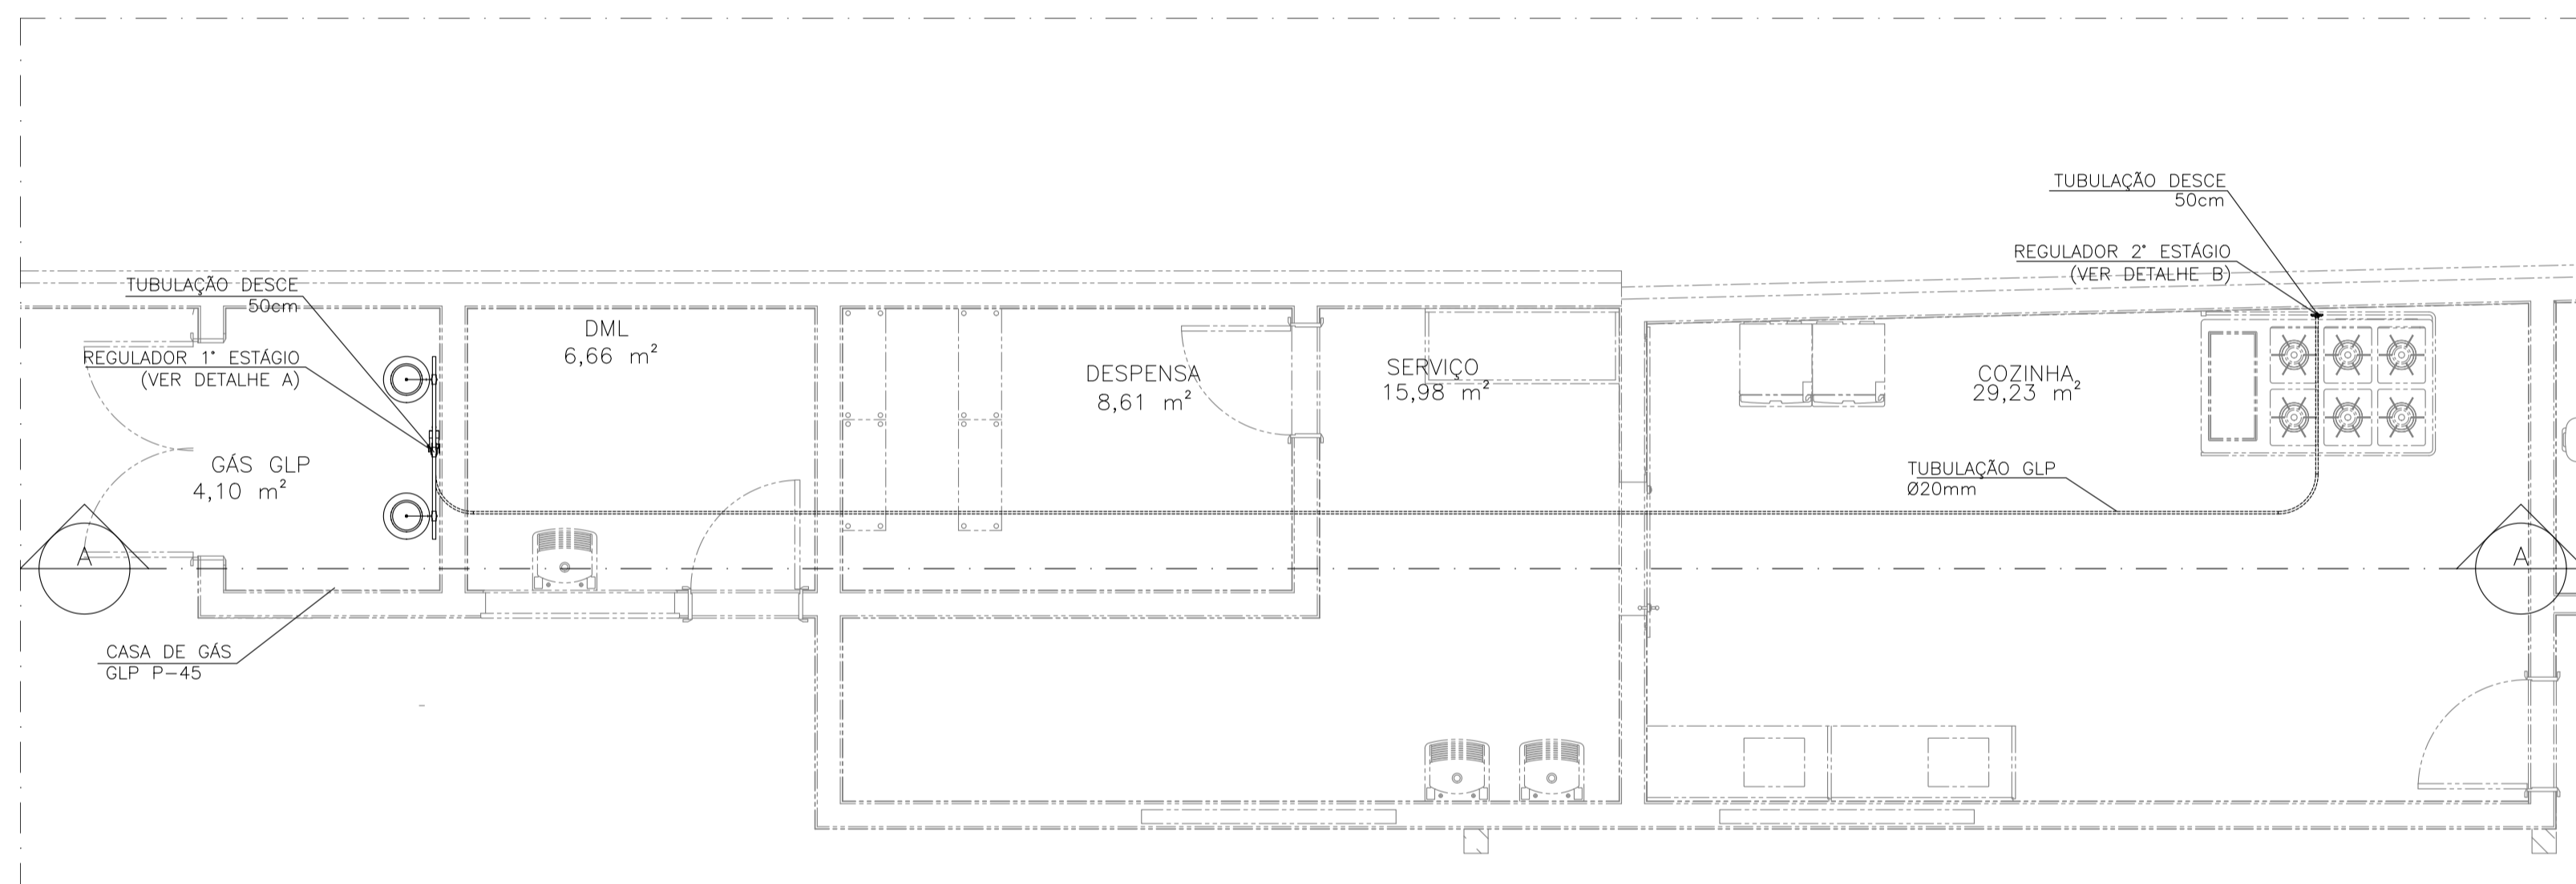 TUBULAÇÃO DESCE
50cm
REGULADOR 2° ESTÁGIO
(VER DETALHE B)
TUBULAÇÃO DESCE
50cm
REGULADOR 1° ESTÁGIO
(VER DETALHE A)
DML
6,66 m²
DESPENSA
8,61 m²
SERVIÇO
15,98 m²
COZINHA
29,23 m²
GÁS GLP
4,10 m²
TUBULAÇÃO GLP
Ø20mm
A
A
CASA DE GÁS
GLP P-45